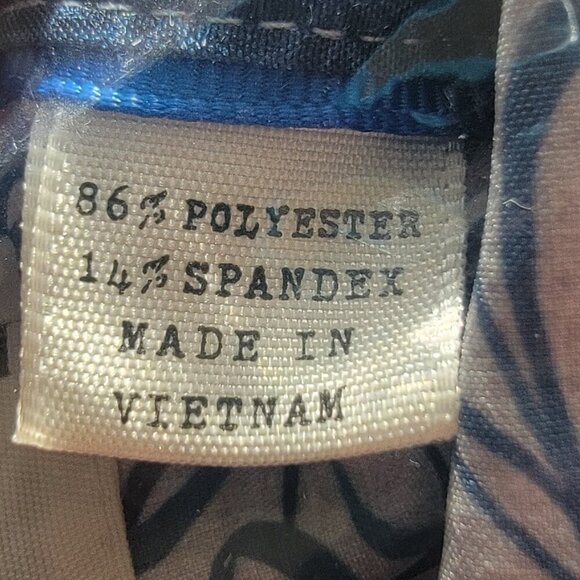 86% POLYESTER
14% SPANDEX
MADE IN
VIETNAM